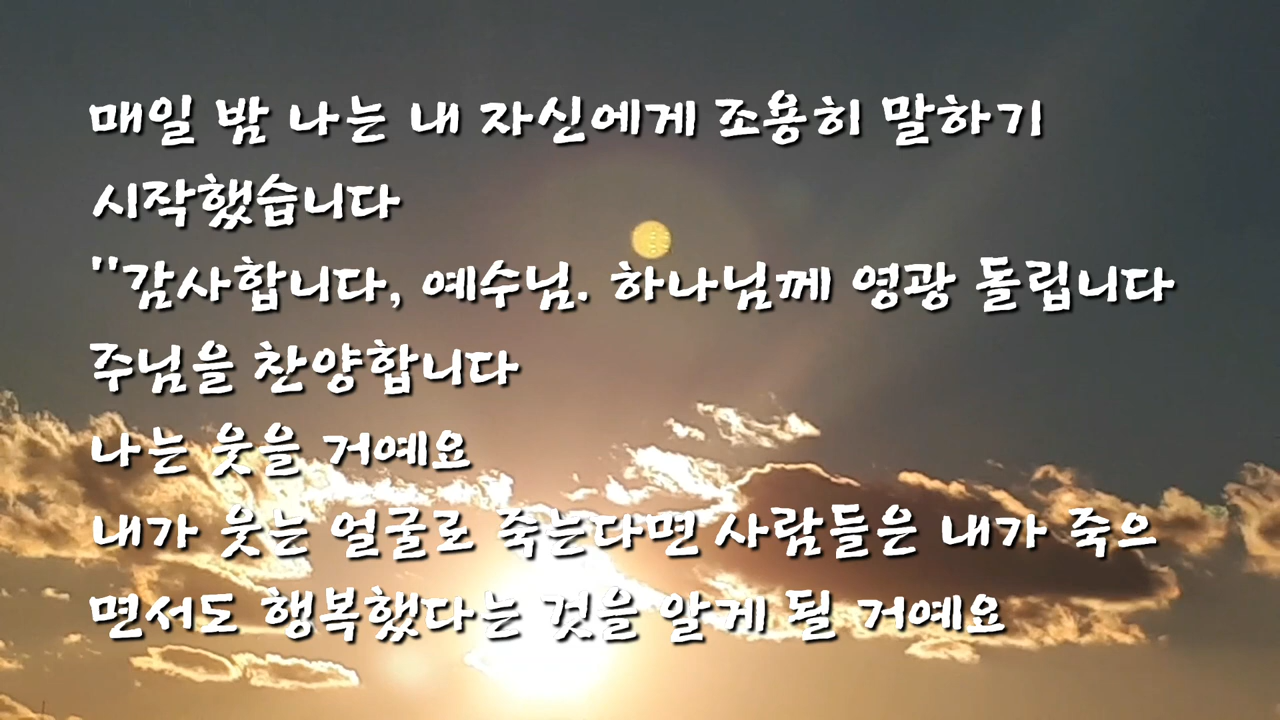 매일 밤 나는 내 자신에게 조용히 말하기
시작했습니다
"감사합니다, 예수님. 하나님께 영광 돌립니다
주님을 찬양합니다
나는 웃을 거예요
내가 웃는 얼굴로 죽는다면 사람들은 내가 죽으
면서도 행복했다는 것을 알게 될 거예요